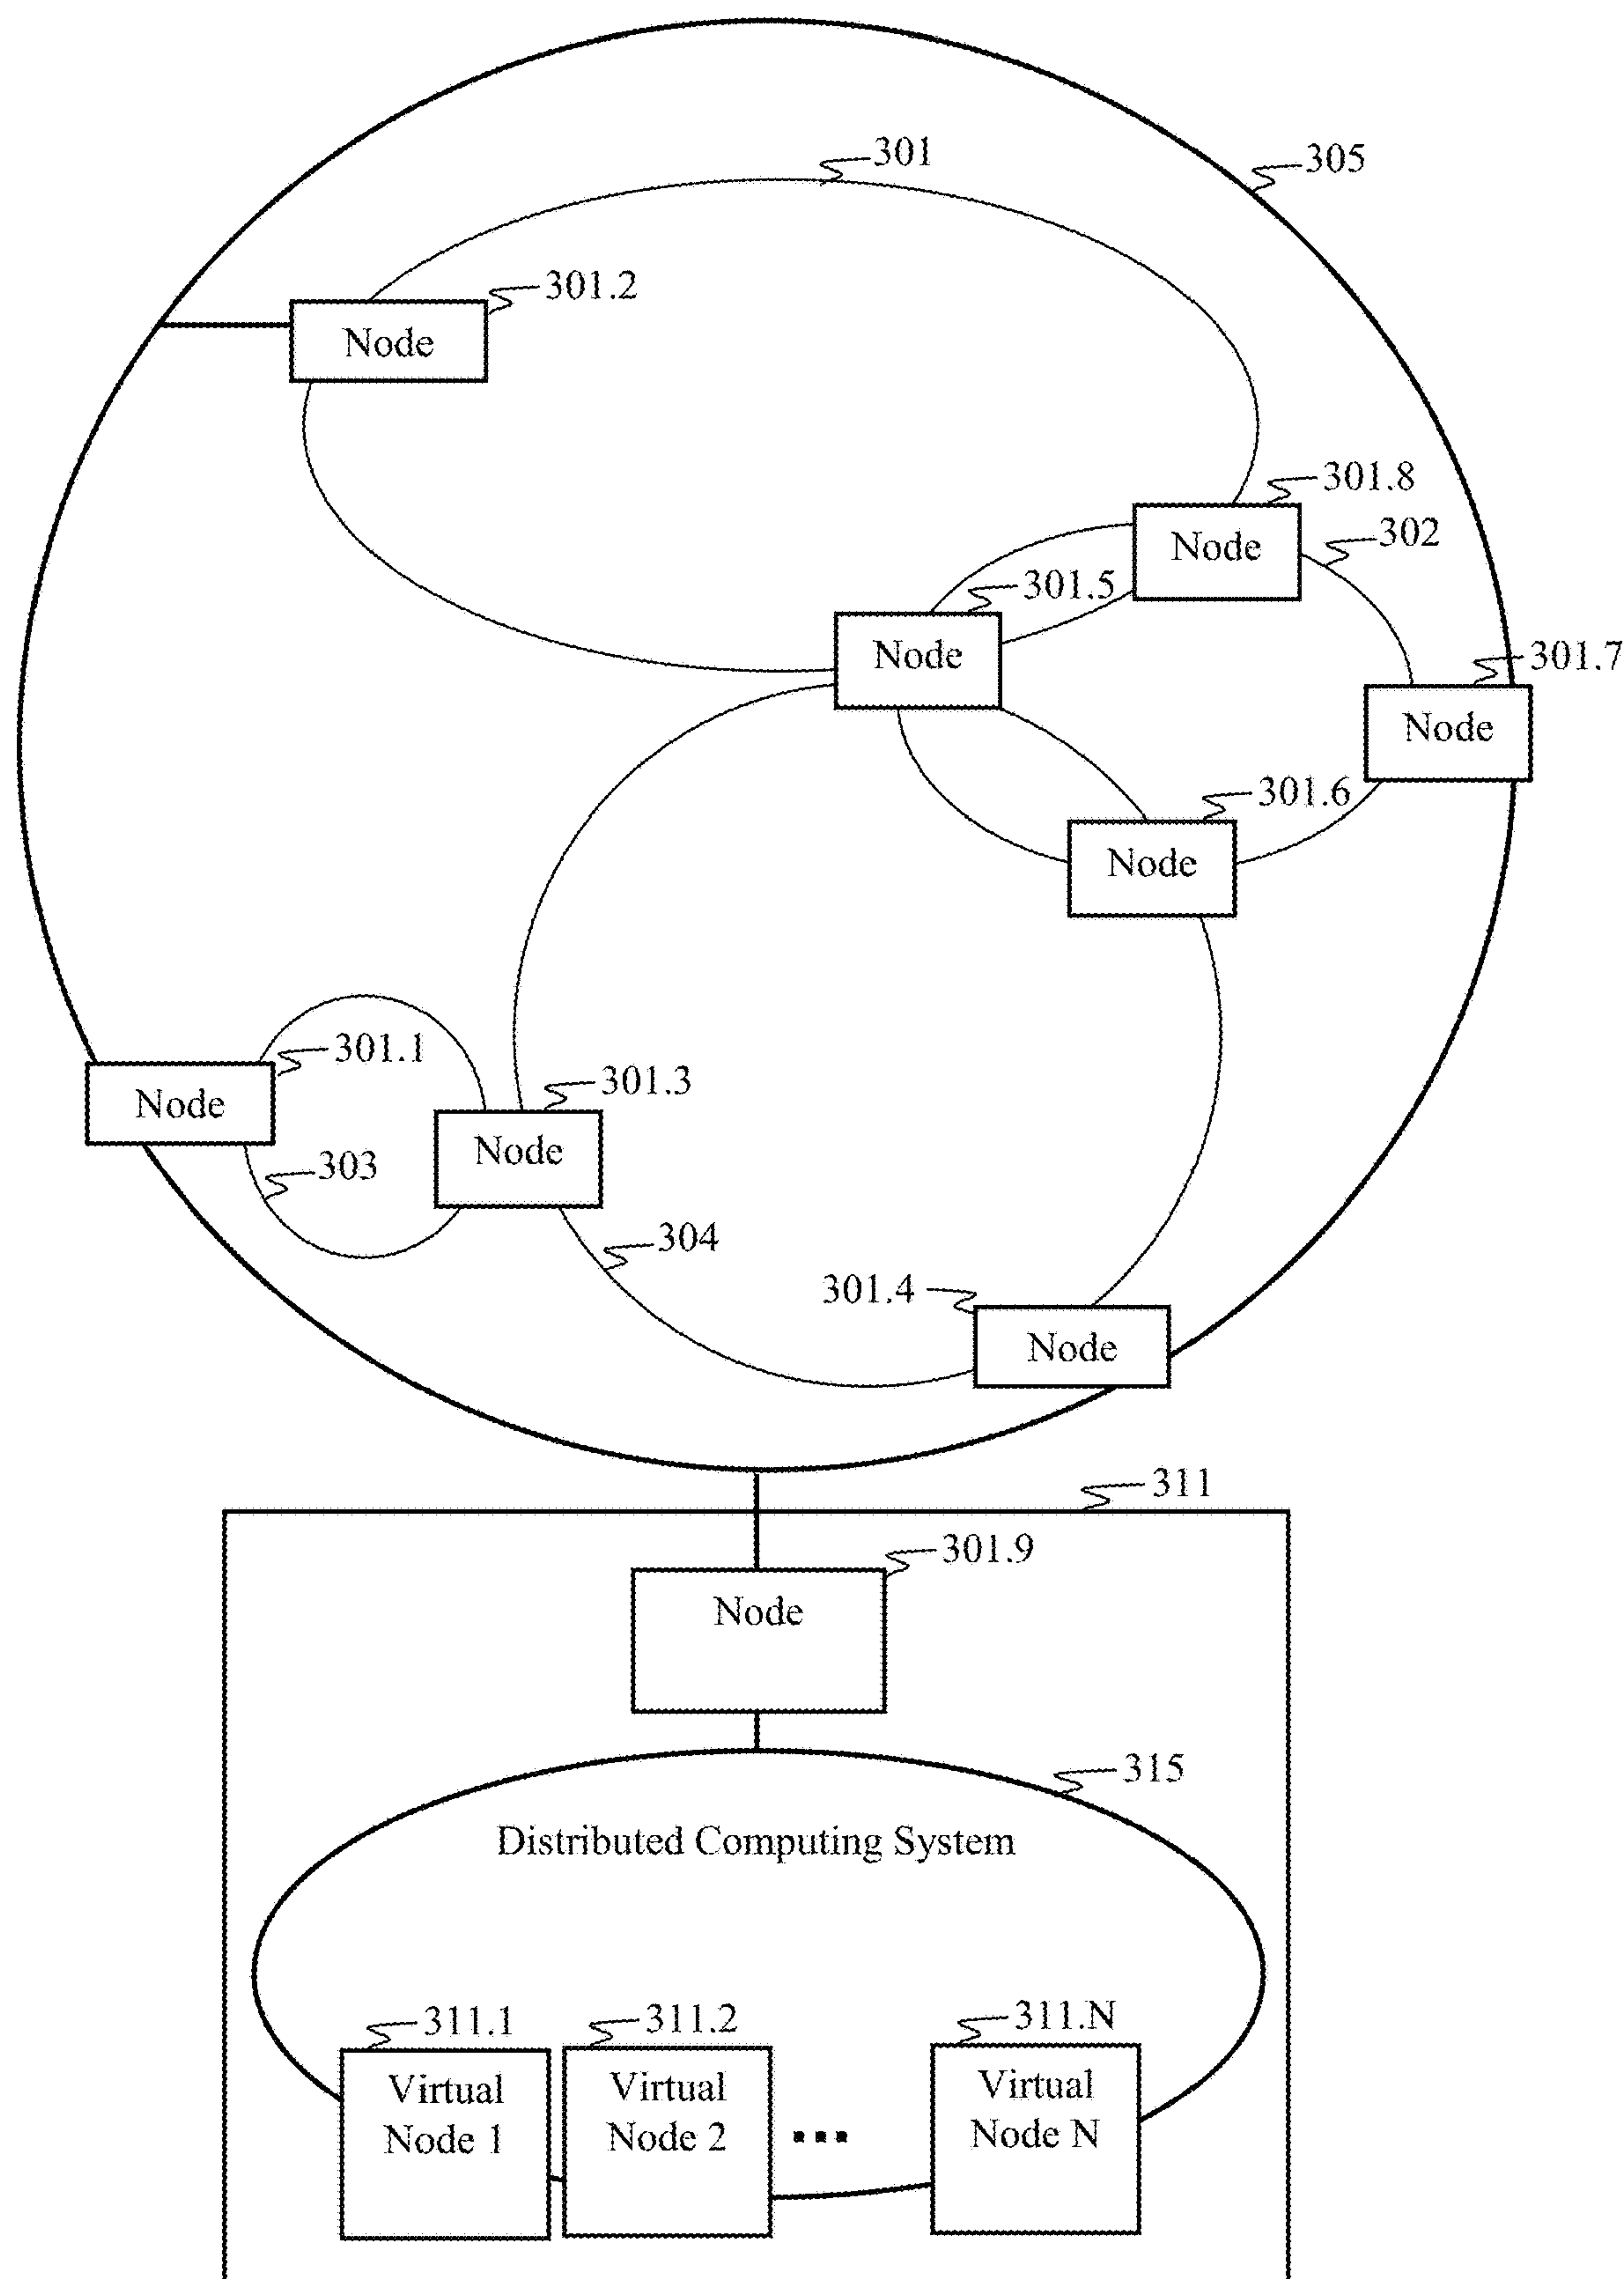 301
305
301.2
Node
301.8
302
Node
301.5
Node
301.7
Node
301.6
Node
301.1
Node
301.3
Node
303
304
301.4
Node
311
301.9
Node
315
Distributed Computing System
311.1
311.2
311.N
Virtual
Node 1
Virtual
Node 2
...
Virtual
Node N